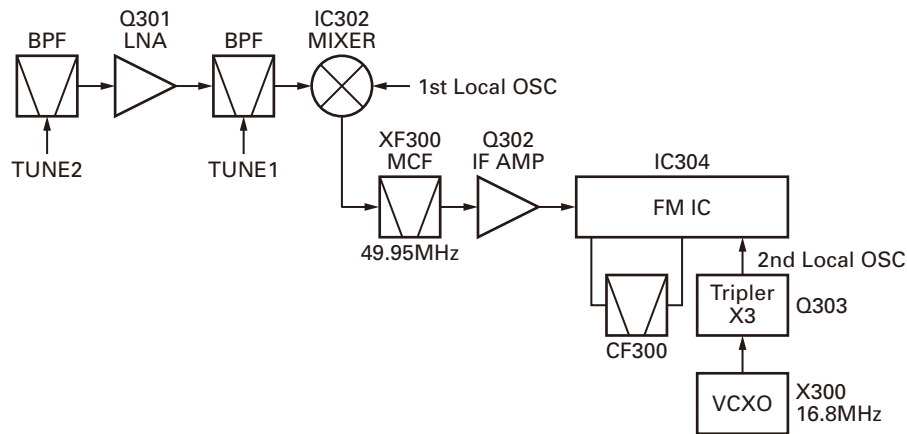 BPF
Q301
LNA
BPF
IC302
MIXER
1st Local OSC
TUNE2
TUNE1
XF300
MCF
49.95MHz
Q302
IF AMP
IC304
FM IC
2nd Local OSC
CF300
Tripler
X3
Q303
VCXO
X300
16.8MHz